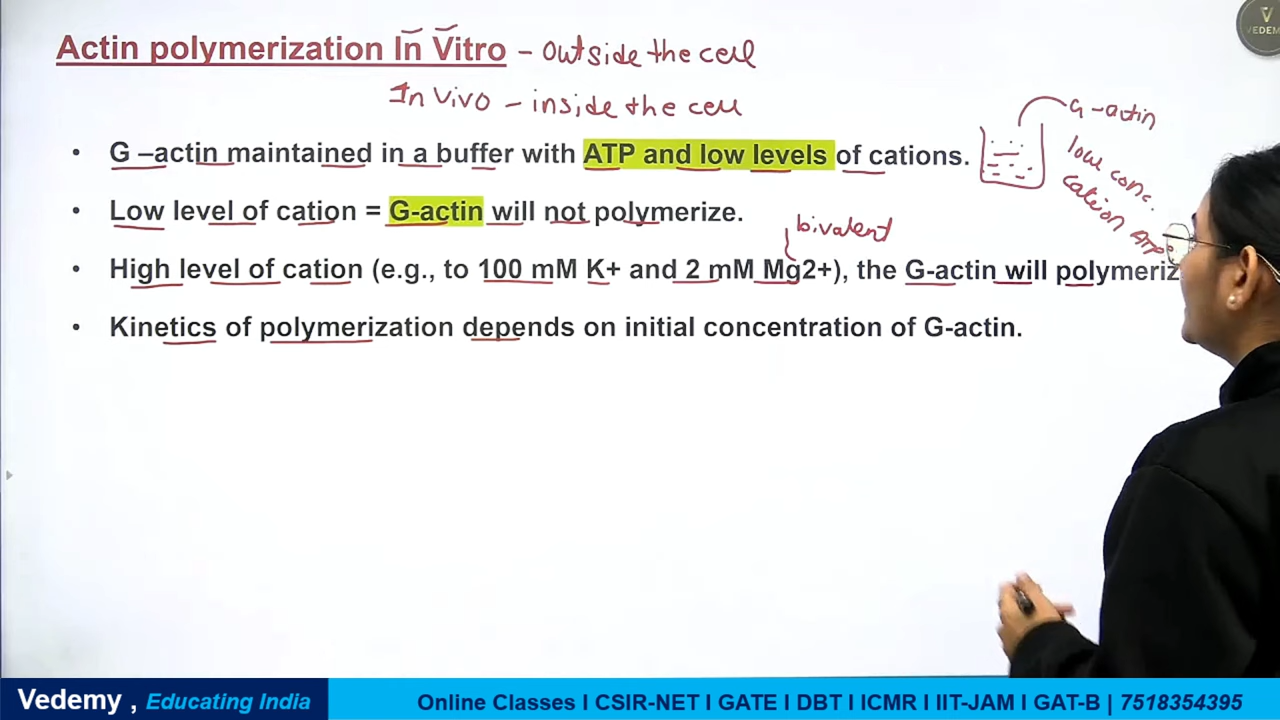 Actin polymerization In Vitro - outside the cell
In Vivo - inside the cell
VEDEM
G-actin
low conc.
cation ATP
• G –actin maintained in a buffer with ATP and low levels of cations.
• Low level of cation = G-actin will not polymerize.
bivalent
• High level of cation (e.g., to 100 mM K+ and 2 mM Mg2+), the G-actin will polymeriz
• Kinetics of polymerization depends on initial concentration of G-actin.
Vedemy , Educating India
Online Classes I CSIR-NET I GATE I DBT I ICMR I IIT-JAM I GAT-B | 7518354395